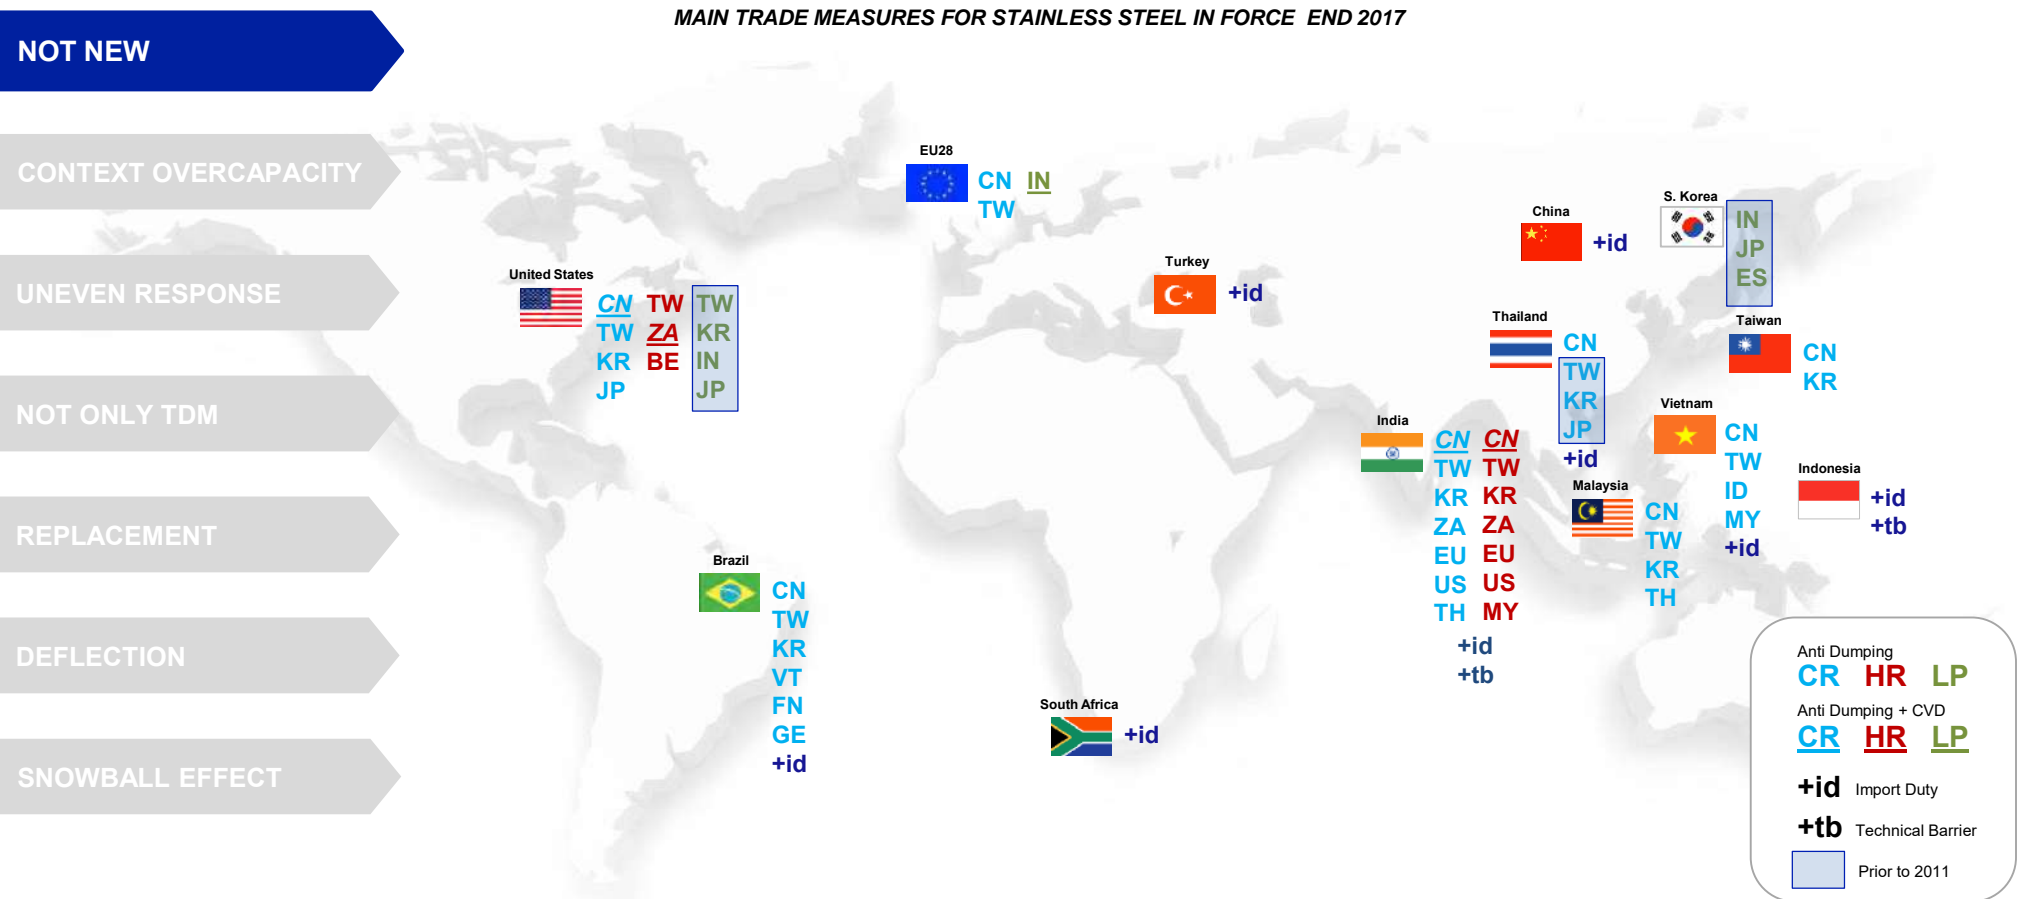 MAIN TRADE MEASURES FOR STAINLESS STEEL IN FORCE END 2017
NOT NEW
CONTEXT OVERCAPACITY
UNEVEN RESPONSE
NOT ONLY TDM
REPLACEMENT
DEFLECTION
SNOWBALL EFFECT
United States
CN TW TW
TW ZA KR
KR BE IN
JP JP
EU28
CN IN
TW
Turkey
+id
China
+id
S. Korea
IN
JP
ES
Thailand
CN
TW
KR
JP
+id
Taiwan
CN
KR
Vietnam
CN
TW
ID
MY
+id
India
CN CN
TW TW
KR KR
ZA ZA
EU EU
US US
TH MY
+id
+tb
Malaysia
CN
TW
KR
TH
Indonesia
+id
+tb
Brazil
CN
TW
KR
VT
FN
GE
+id
South Africa
+id
Anti Dumping
CR HR LP
Anti Dumping + CVD
CR HR LP
+id Import Duty
+tb Technical Barrier
Prior to 2011